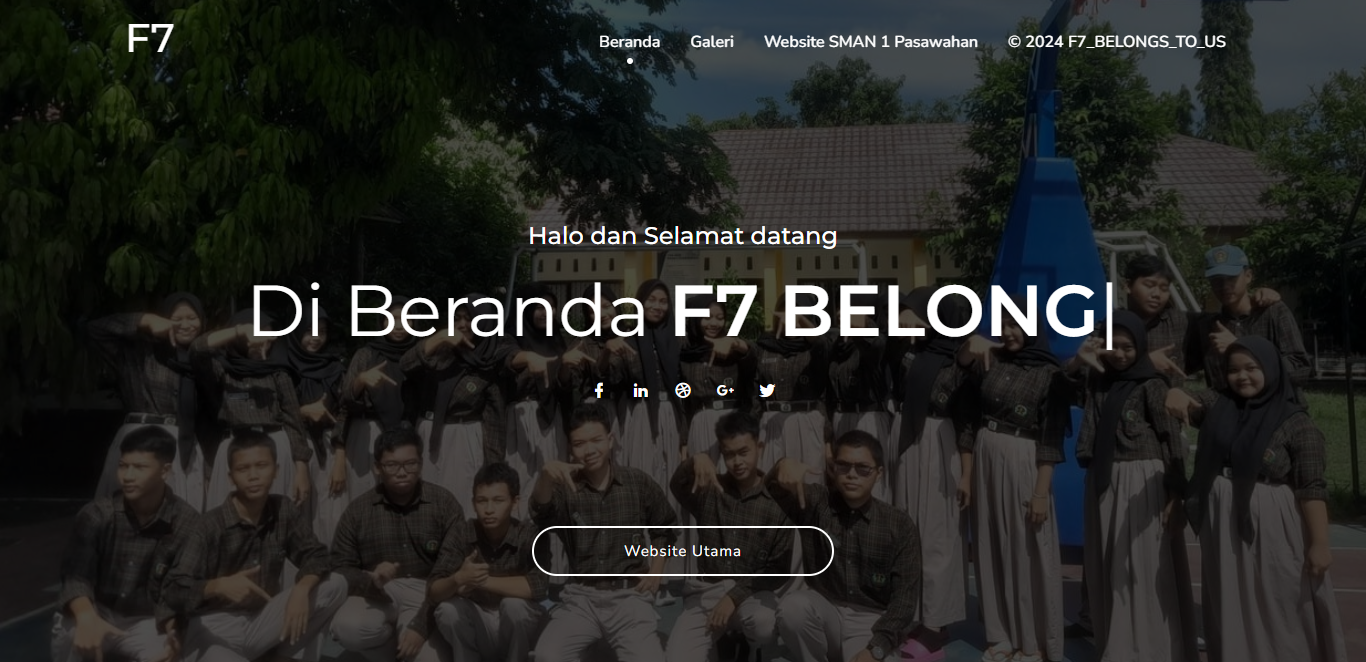 F7
Beranda Galeri Website SMAN 1 Pasawahan © 2024 F7_BELONGS_TO_US
Halo dan Selamat datang
Di Beranda F7 BELONG|
Website Utama